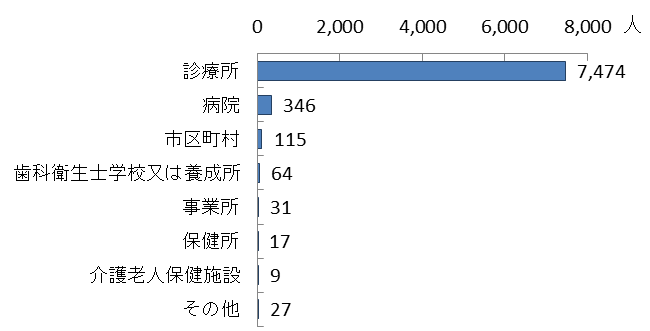 0 2,000 4,000 6,000 8,000 人
診療所 7,474
病院 346
市区町村 115
歯科衛生士学校又は養成所 64
事業所 31
保健所 17
介護老人保健施設 9
その他 27